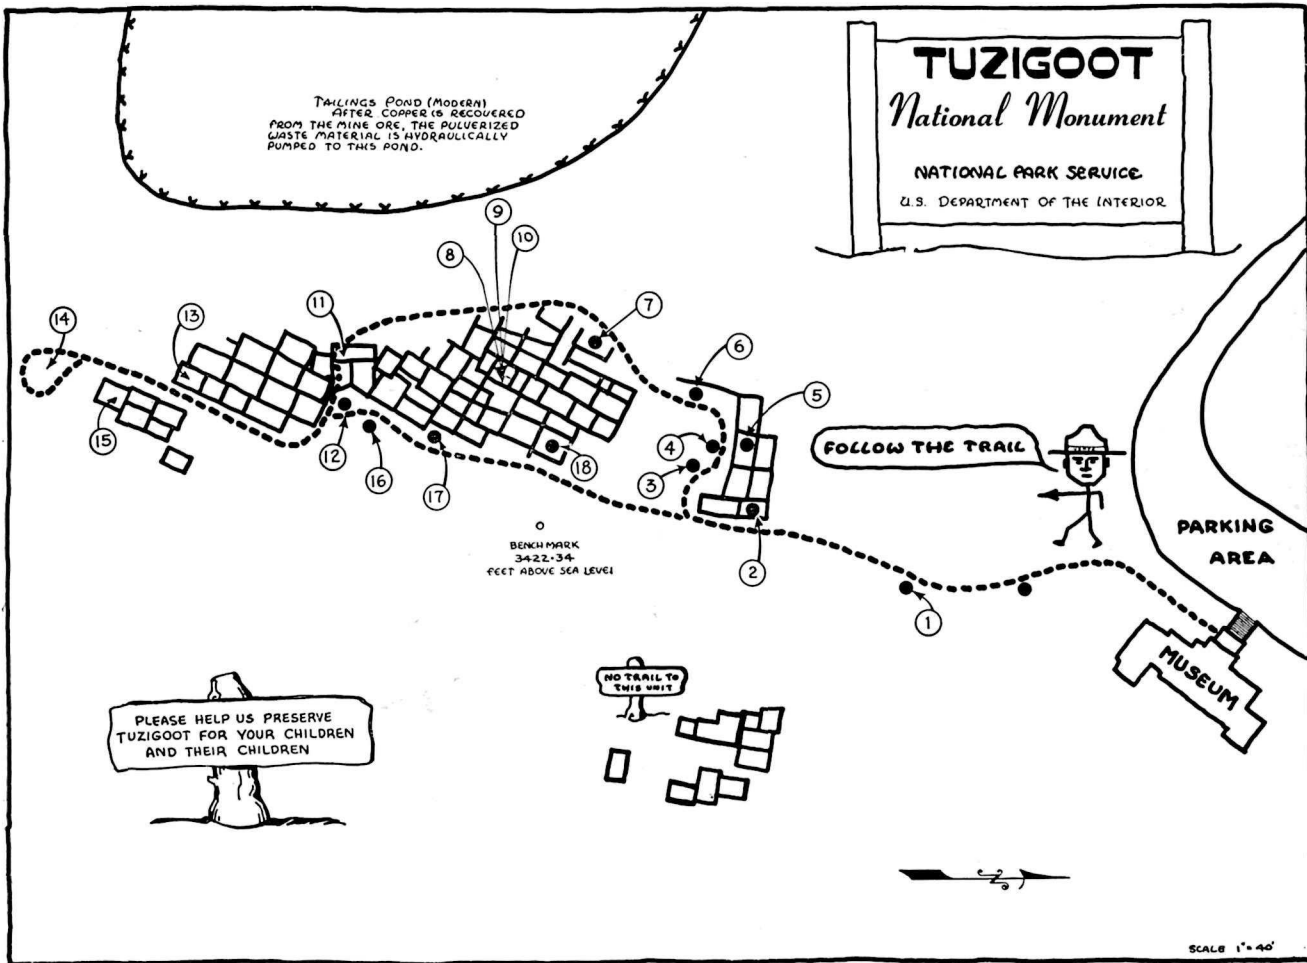 TUZIGOOT
National Monument
NATIONAL PARK SERVICE
U.S. DEPARTMENT OF THE INTERIOR
TAILINGS POND (MODERN)
AFTER COPPER IS RECOVERED
FROM THE MINE ORE, THE PULVERIZED
WASTE MATERIAL IS HYDRAULICALLY
PUMPED TO THIS POND.
9
10
8
11
7
14
13
6
5
15
12
16
17
18
4
3
2
1
FOLLOW THE TRAIL
PARKING
AREA
BENCH MARK
3422.34
FEET ABOVE SEA LEVEL
MUSEUM
NO TRAIL TO
THIS UNIT
PLEASE HELP US PRESERVE
TUZIGOOT FOR YOUR CHILDREN
AND THEIR CHILDREN
N
SCALE 1"=40'